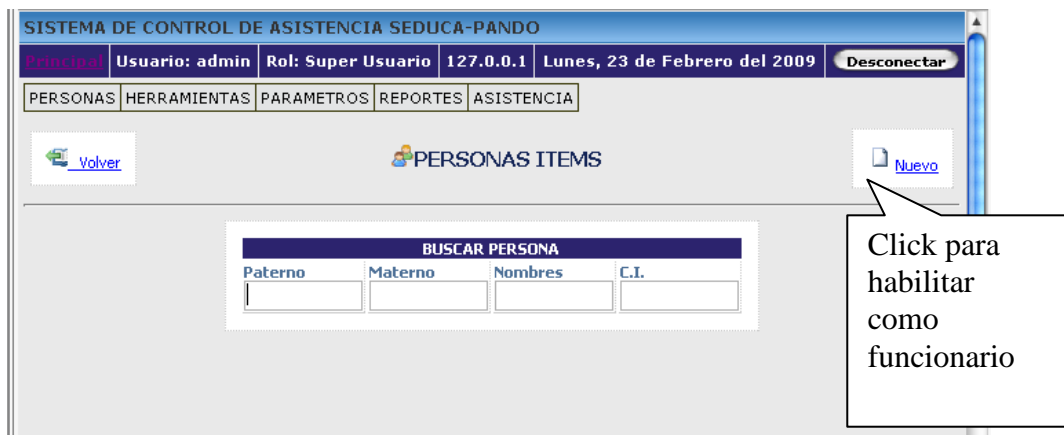 SISTEMA DE CONTROL DE ASISTENCIA SEDUCA-PANDO
Principal Usuario: admin Rol: Super Usuario 127.0.0.1 Lunes, 23 de Febrero del 2009 Desconectar
PERSONAS HERRAMIENTAS PARAMETROS REPORTES ASISTENCIA
Volver PERSONAS ITEMS Nuevo
BUSCAR PERSONA
Paterno Materno Nombres C.I.
Click para
habilitar
como
funcionario